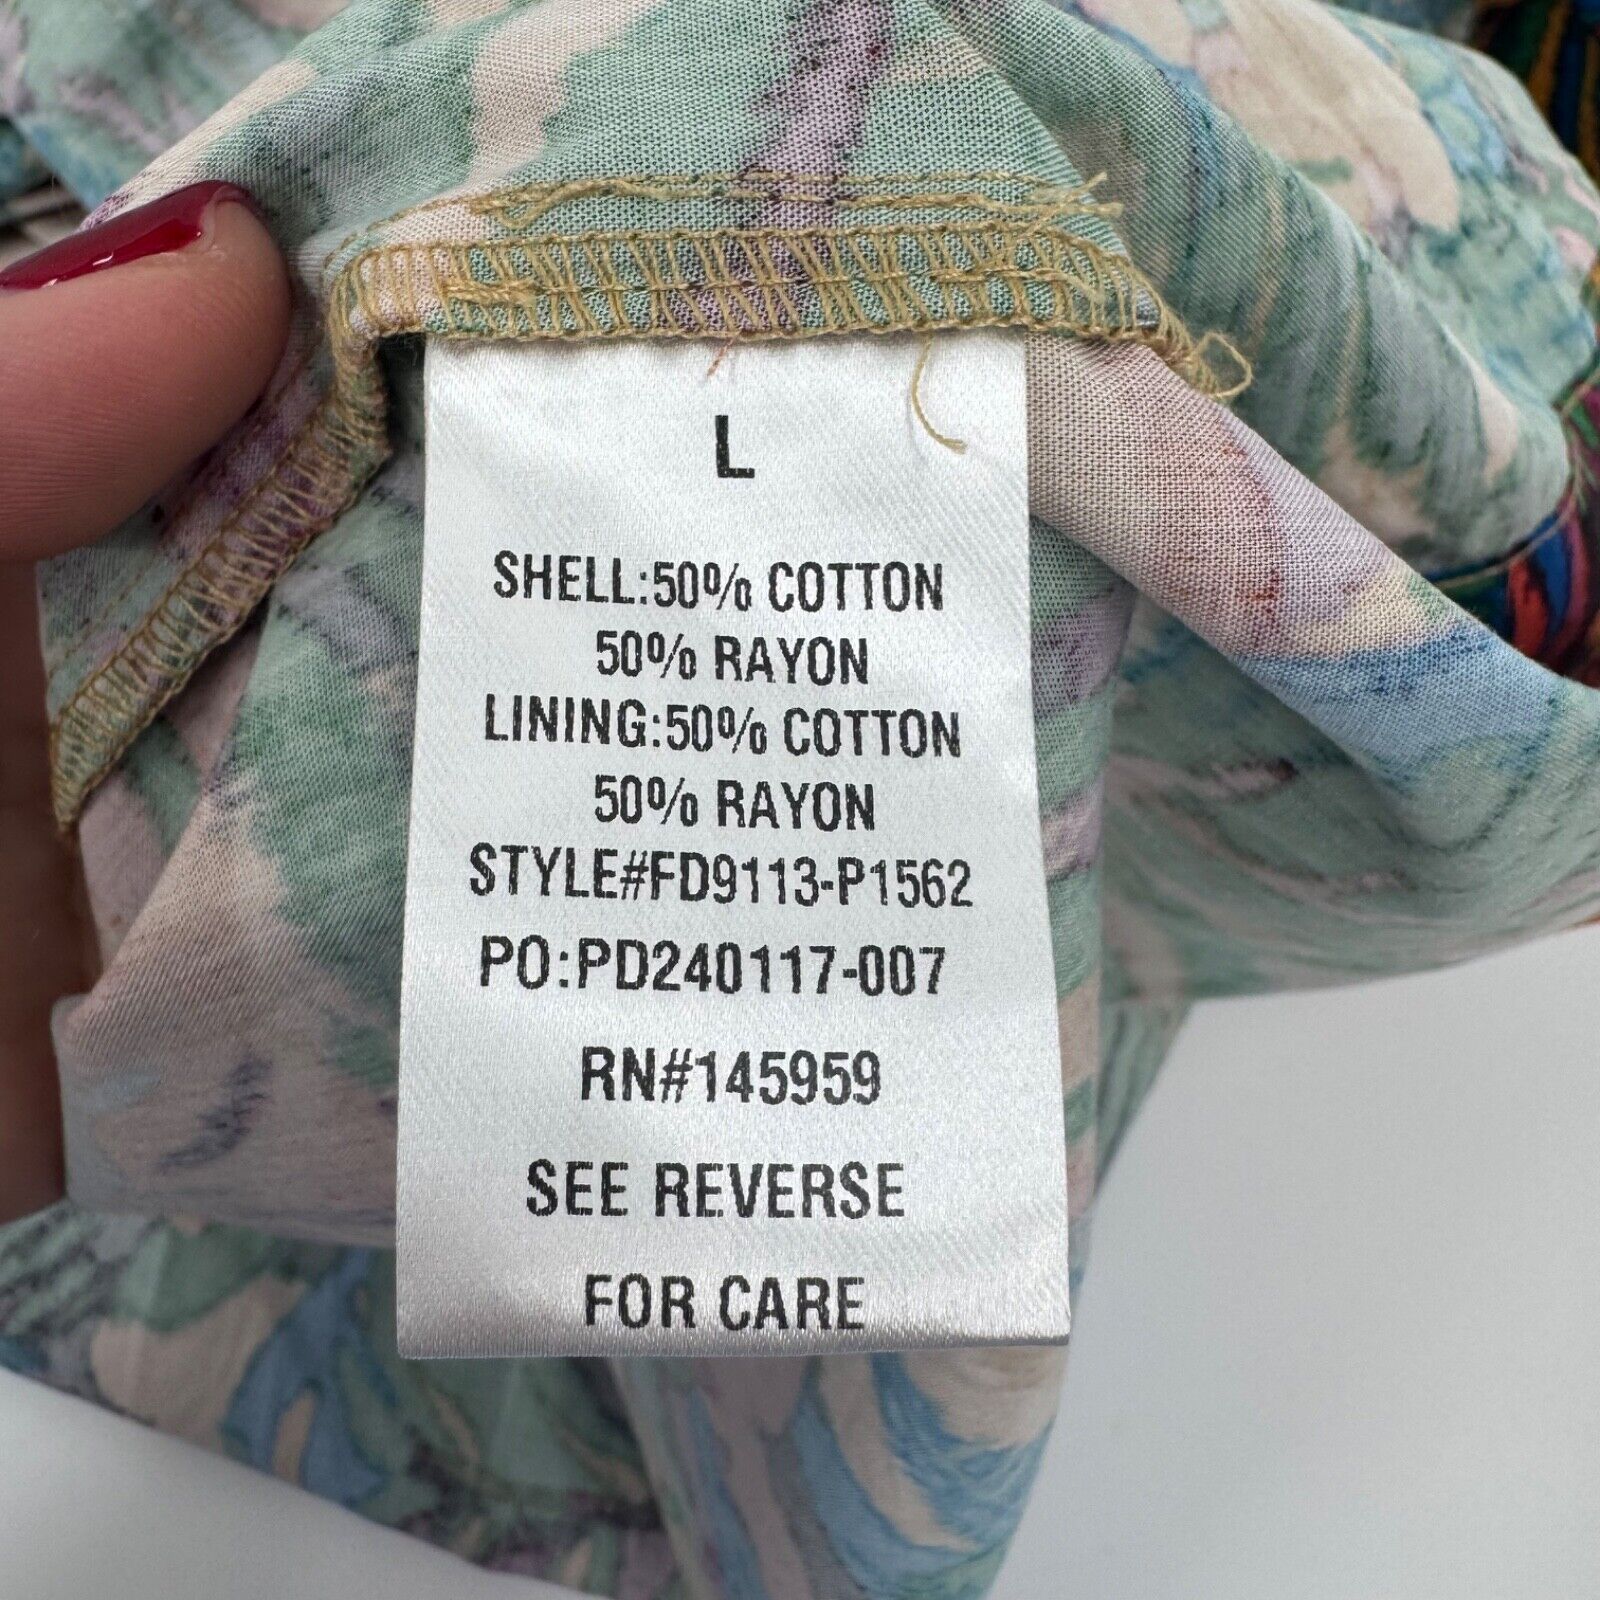 L
SHELL:50% COTTON
50% RAYON
LINING:50% COTTON
50% RAYON
STYLE#FD9113-P1562
PO:PD240117-007
RN#145959
SEE REVERSE
FOR CARE